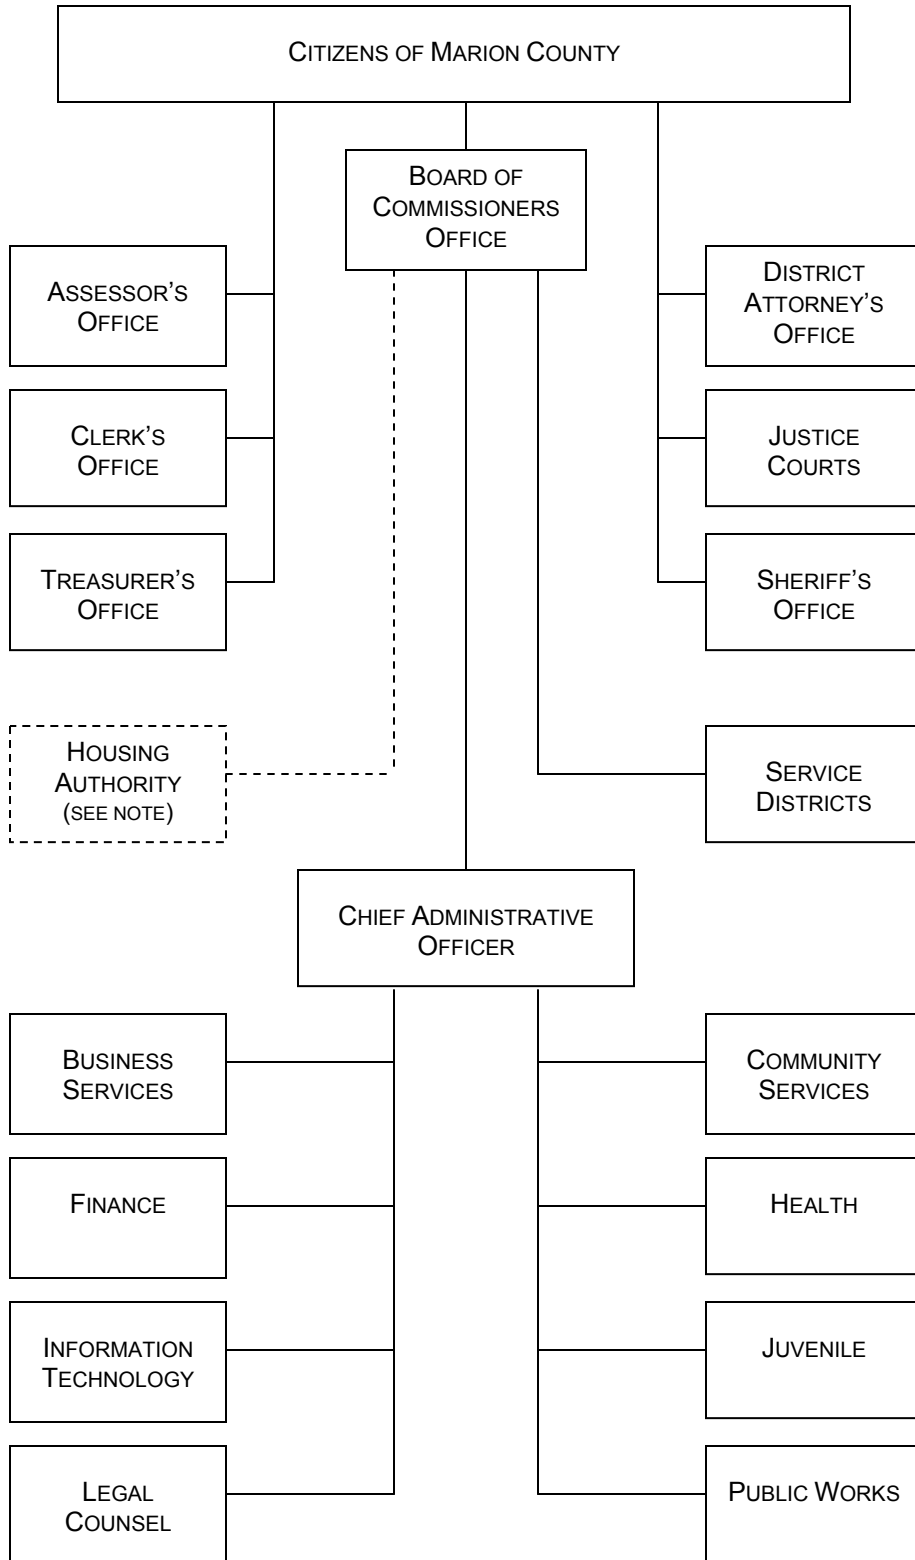 CITIZENS OF MARION COUNTY
BOARD OF
COMMISSIONERS
OFFICE
ASSESSOR’S
OFFICE
DISTRICT
ATTORNEY’S
OFFICE
CLERK’S
OFFICE
JUSTICE
COURTS
TREASURER’S
OFFICE
SHERIFF’S
OFFICE
HOUSING
AUTHORITY
(SEE NOTE)
SERVICE
DISTRICTS
CHIEF ADMINISTRATIVE
OFFICER
BUSINESS
SERVICES
COMMUNITY
SERVICES
FINANCE
HEALTH
INFORMATION
TECHNOLOGY
JUVENILE
LEGAL
COUNSEL
PUBLIC WORKS